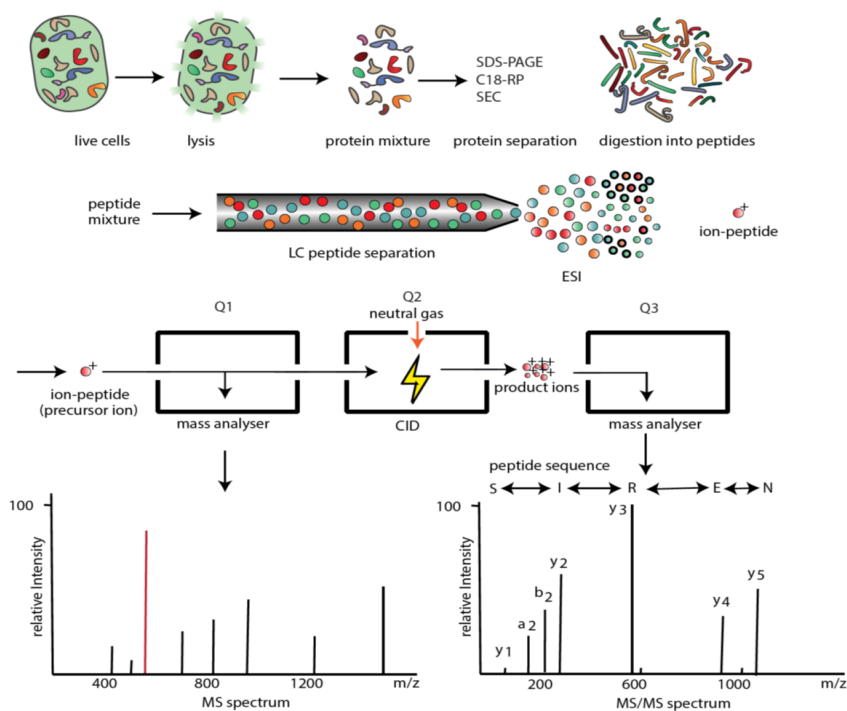 SDS-PAGE
C18-RP
SEC
live cells
lysis
protein mixture
protein separation
digestion into peptides
peptide
mixture
LC peptide separation
ESI
+
ion-peptide
Q1
Q2
neutral gas
Q3
+
ion-peptide
(precursor ion)
mass analyser
CID
++++
+
+
product ions
mass analyser
peptide sequence
S I R E N
100
relative Intensity
400 800 1200 m/z
MS spectrum
100
relative Intensity
y1
a2
b2
y2
y3
y4
y5
200 600 1000 m/z
MS/MS spectrum